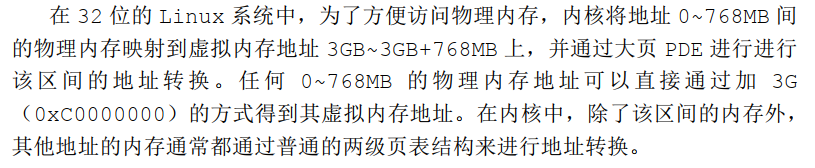 在 32 位的 Linux 系统中，为了方便访问物理内存，内核将地址 0~768MB 间
的物理内存映射到虚拟内存地址 3GB~3GB+768MB 上，并通过大页 PDE 进行进行
该区间的地址转换。任何 0~768MB 的物理内存地址可以直接通过加 3G
（0xC0000000）的方式得到其虚拟内存地址。在内核中，除了该区间的内存外，
其他地址的内存通常都通过普通的两级页表结构来进行地址转换。